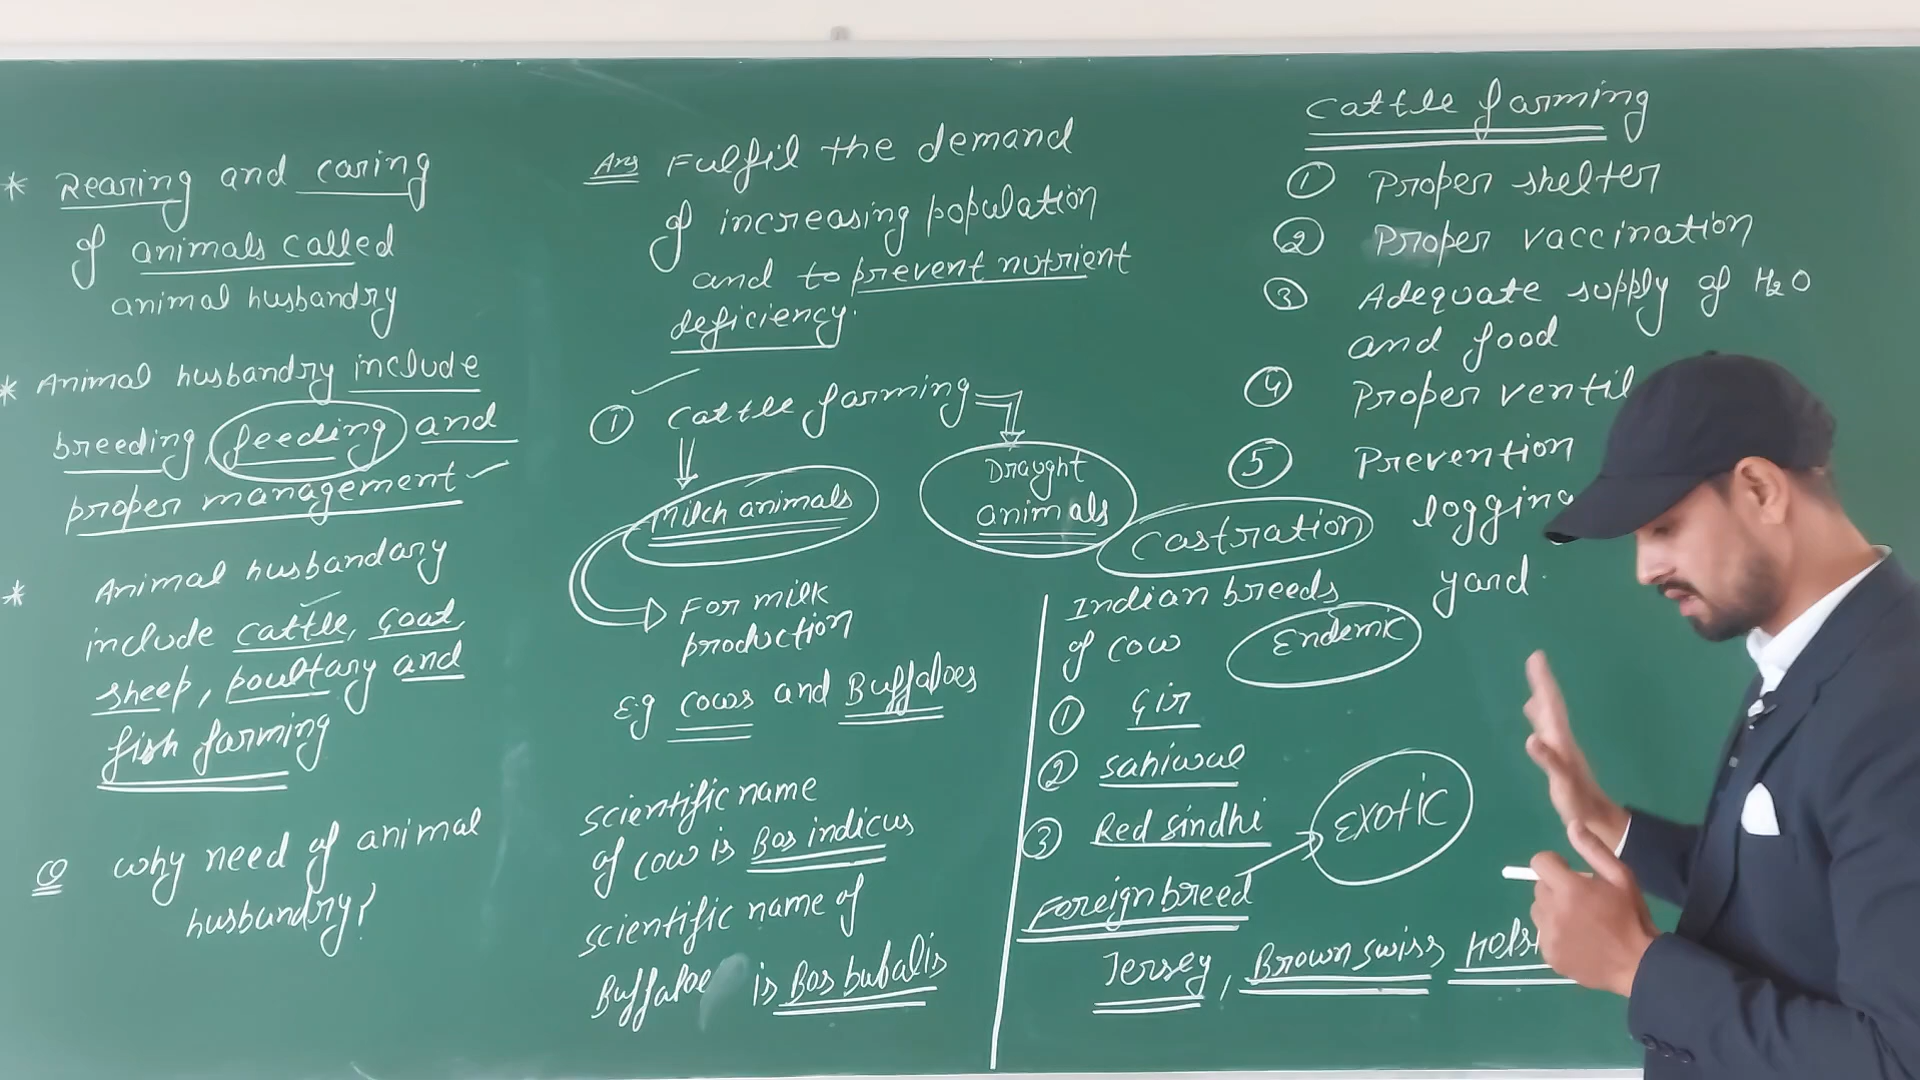 * Rearing and caring
of animals called
animal husbandry
* Animal husbandry include
breeding, feeding and
proper management
* Animal husbandary
include cattle, Goat,
sheep, poultary and
fish farming
Q why need of animal
husbandry?
Ans Fulfil the demand
of increasing population
and to prevent nutrient
deficiency.
① Cattle farming
Milch animals
Draught
animals
For milk
production
E.g cows and Buffaloes
scientific name
of cow is Bos indicus
scientific name of
Buffaloe is Bos bubalis
Cattle farming
① Proper shelter
② Proper vaccination
③ Adequate supply of H2O
and food
④ Proper
⑤ Prevention
logging
yard.
Castration
Indian breeds
of cow
Endemic
① Gir
② Sahiwal
③ Red sindhi
Exotic
Foreign breed
Jersey, Brown swiss